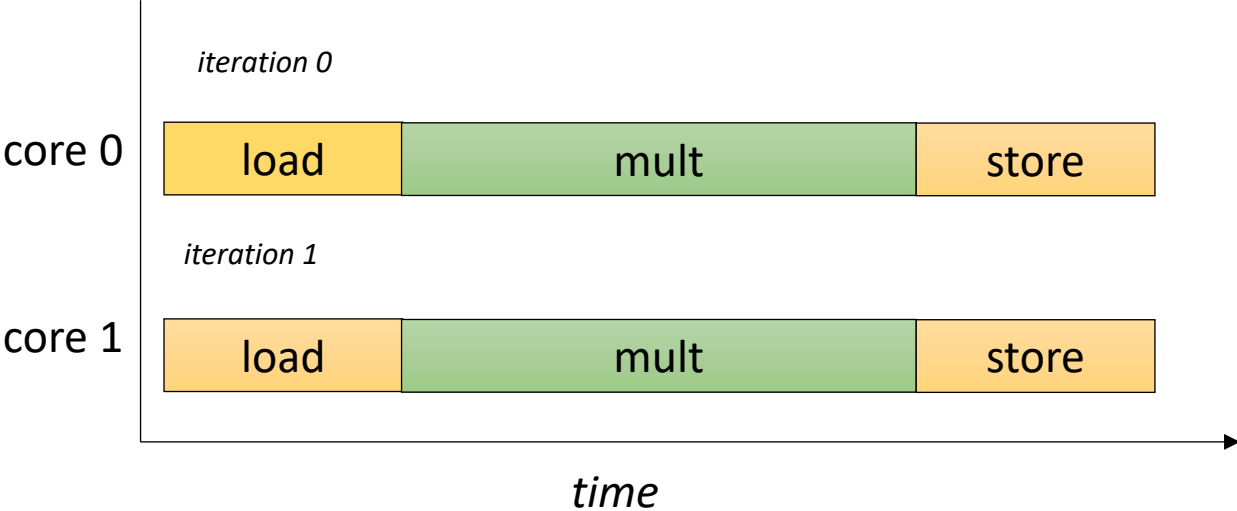 iteration 0
core 0 load mult store
iteration 1
core 1 load mult store
time